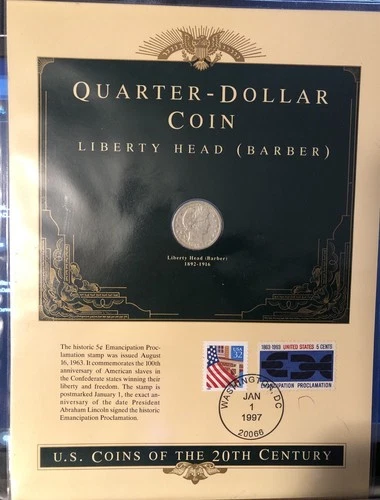 QUARTER-DOLLAR
COIN
LIBERTY HEAD (BARBER)
Liberty Head (Barber)
1892-1916
The historic 5¢ Emancipation Proc-
lamation stamp was issued August
16, 1963. It commemorates the 100th
anniversary of American slaves in
the Confederate states winning their
liberty and freedom. The stamp is
postmarked January 1, the exact an-
niversary of the date President
Abraham Lincoln signed the historic
Emancipation Proclamation.
32
1863-1963 UNITED STATES 5 CENTS
EMANCIPATION PROCLAMATION
WASHINGTON, DC
JAN
1
1997
20066
U.S. COINS OF THE 20TH CENTURY